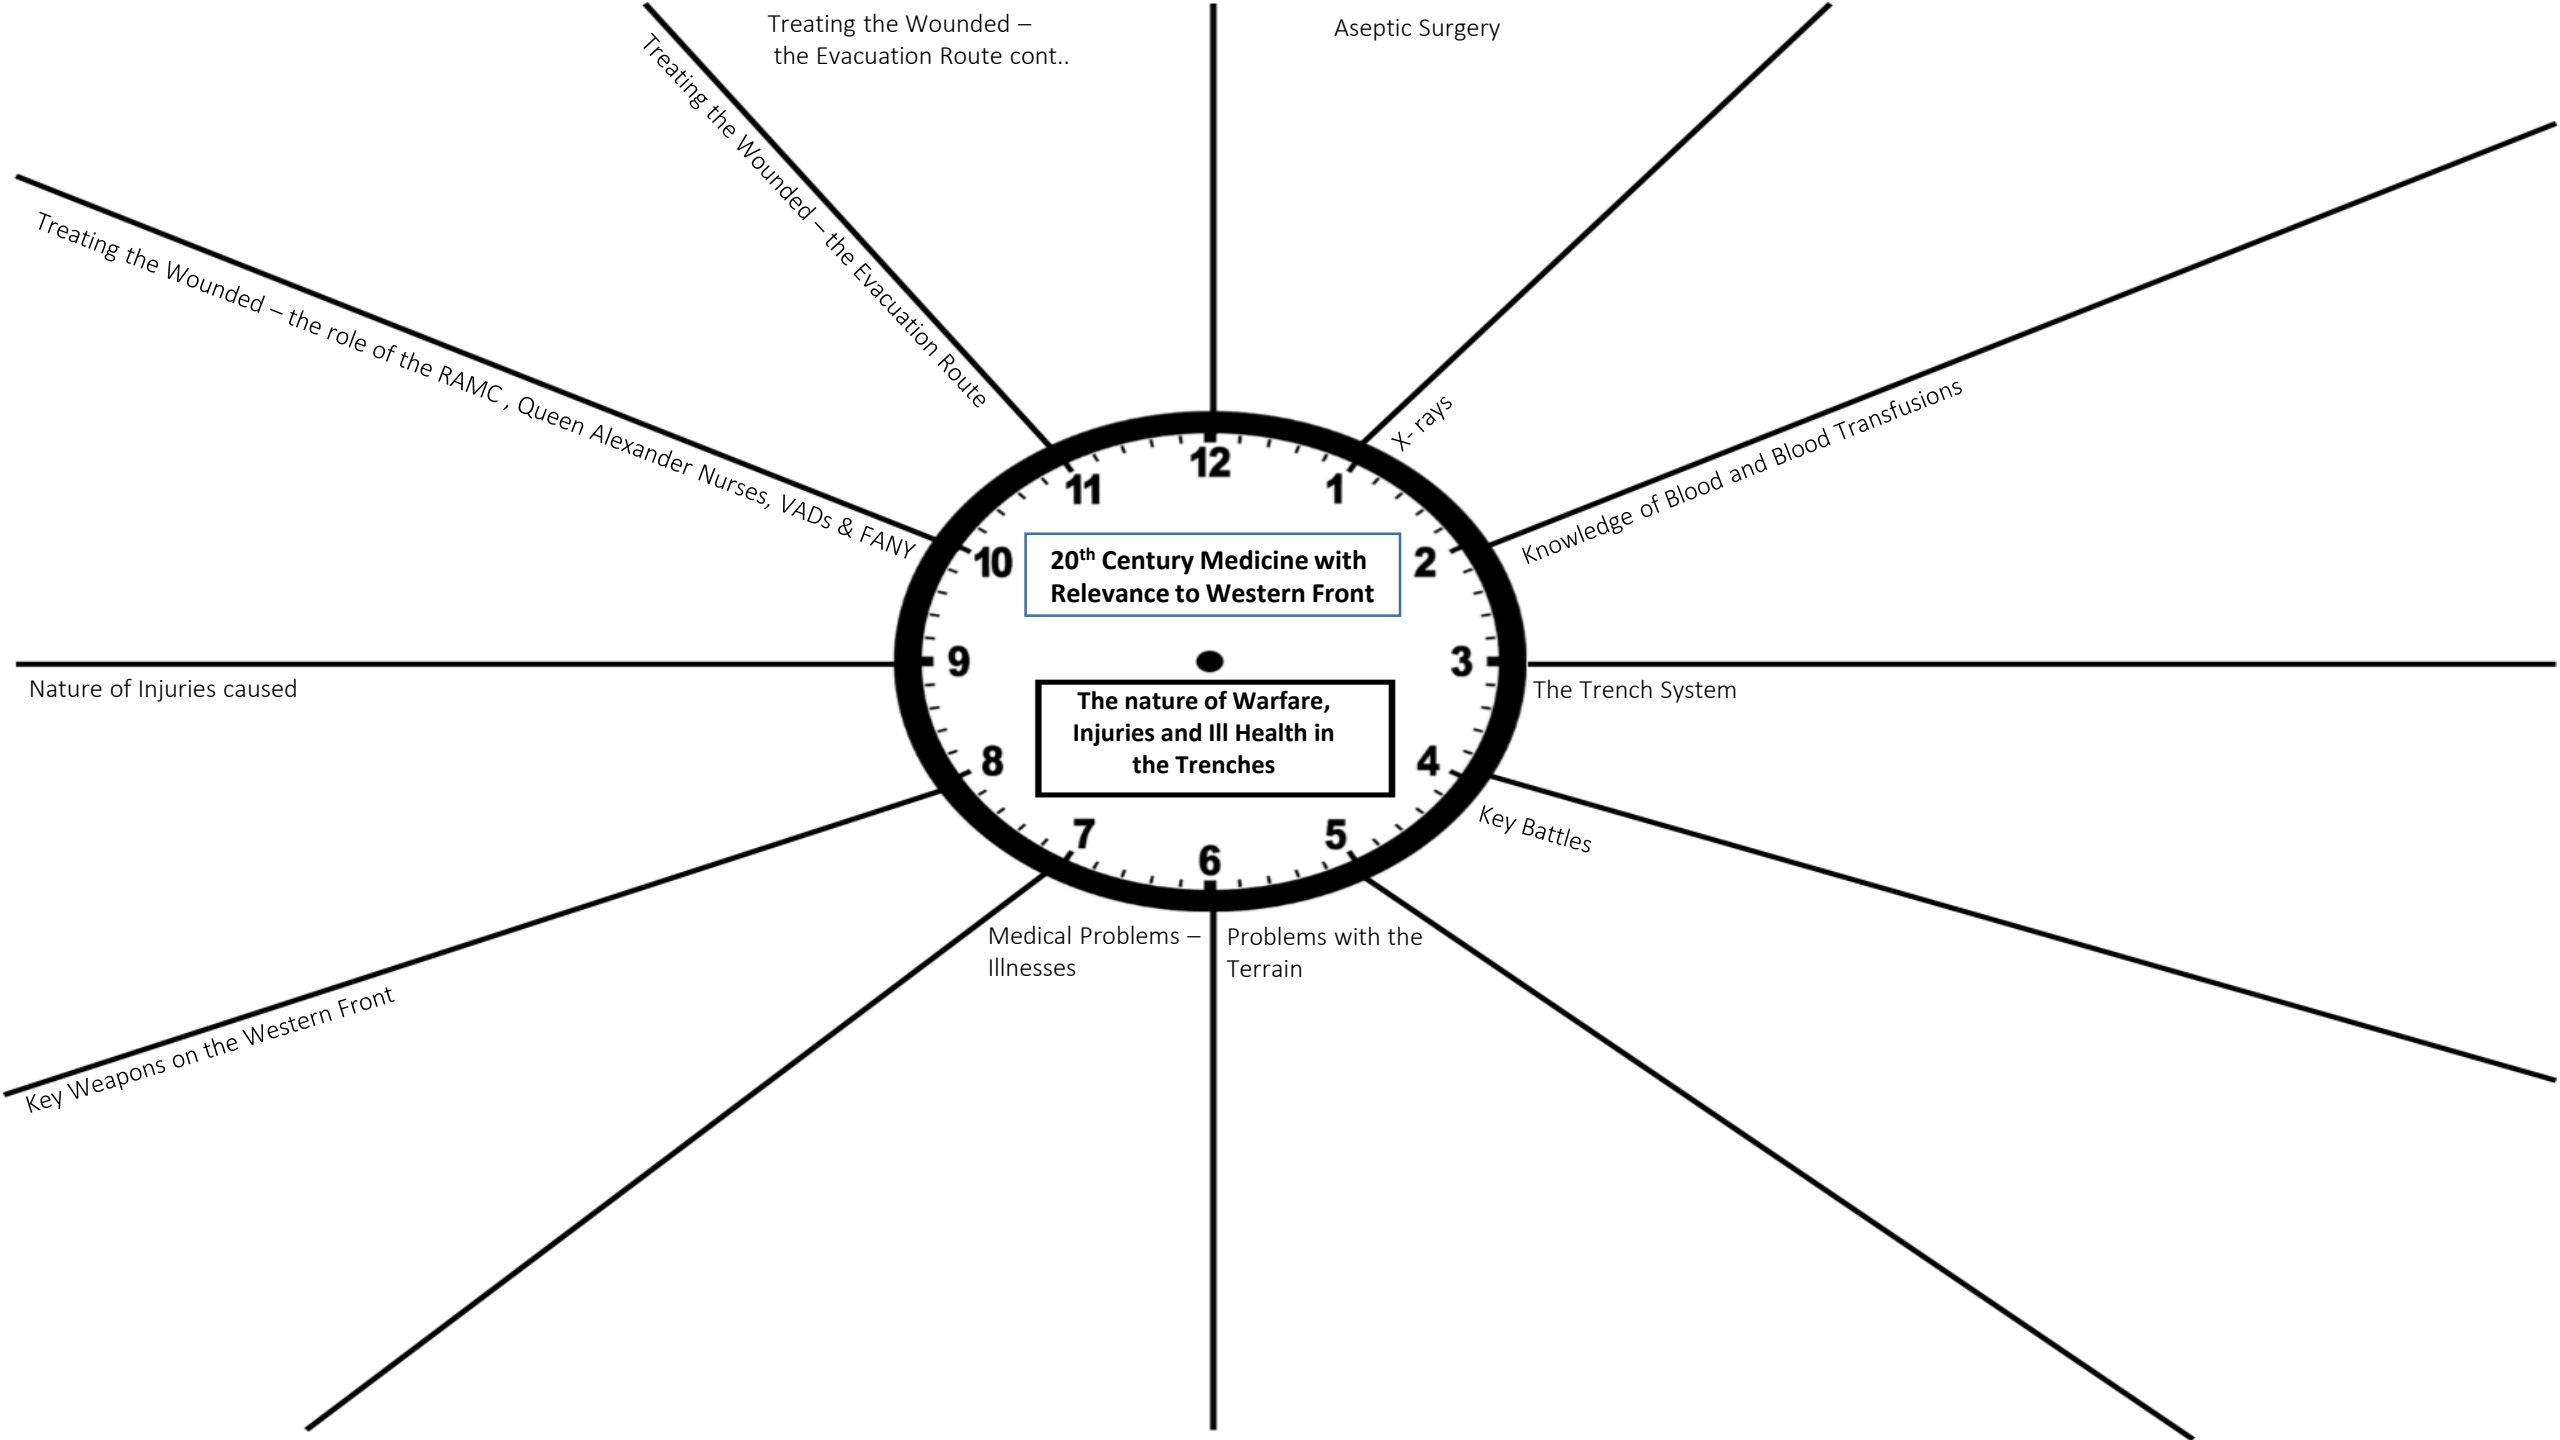 Treating the Wounded –
the Evacuation Route cont..
Aseptic Surgery
X- rays
Knowledge of Blood and Blood Transfusions
The Trench System
Key Battles
Problems with the
Terrain
Medical Problems –
Illnesses
Key Weapons on the Western Front
Nature of Injuries caused
Treating the Wounded – the role of the RAMC , Queen Alexander Nurses, VADs & FANY
Treating the Wounded – the Evacuation Route
12
1
2
3
4
5
6
7
8
9
10
11
20th Century Medicine with
Relevance to Western Front
The nature of Warfare,
Injuries and Ill Health in
the Trenches